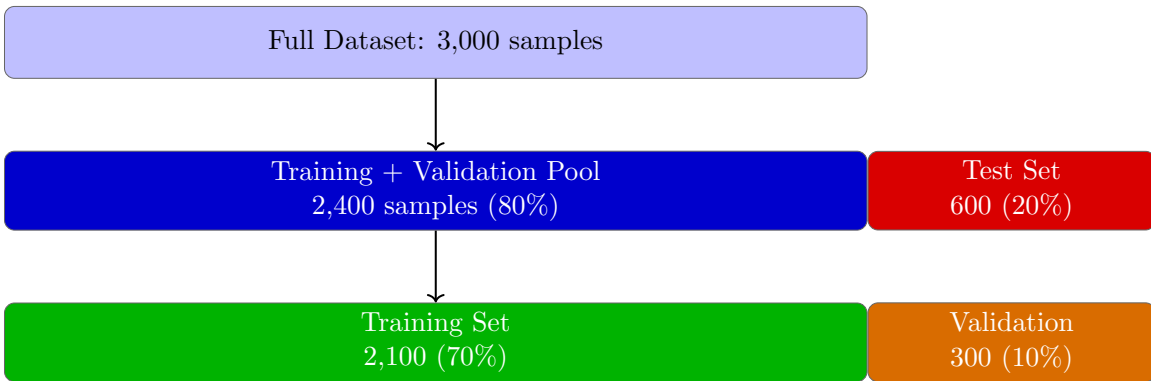 Full Dataset: 3,000 samples
Training + Validation Pool
2,400 samples (80%)
Test Set
600 (20%)
Training Set
2,100 (70%)
Validation
300 (10%)